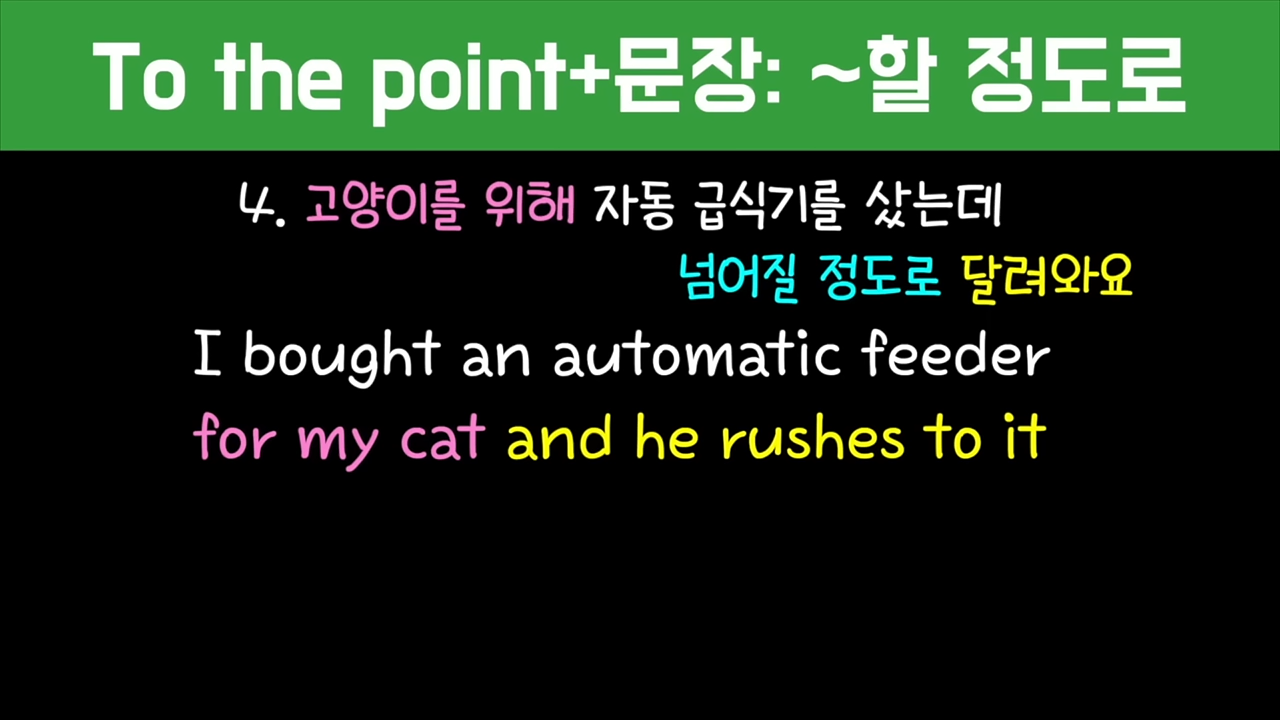 To the point+문장: ~할 정도로
4. 고양이를 위해 자동 급식기를 샀는데
넘어질 정도로 달려와요
I bought an automatic feeder
for my cat and he rushes to it